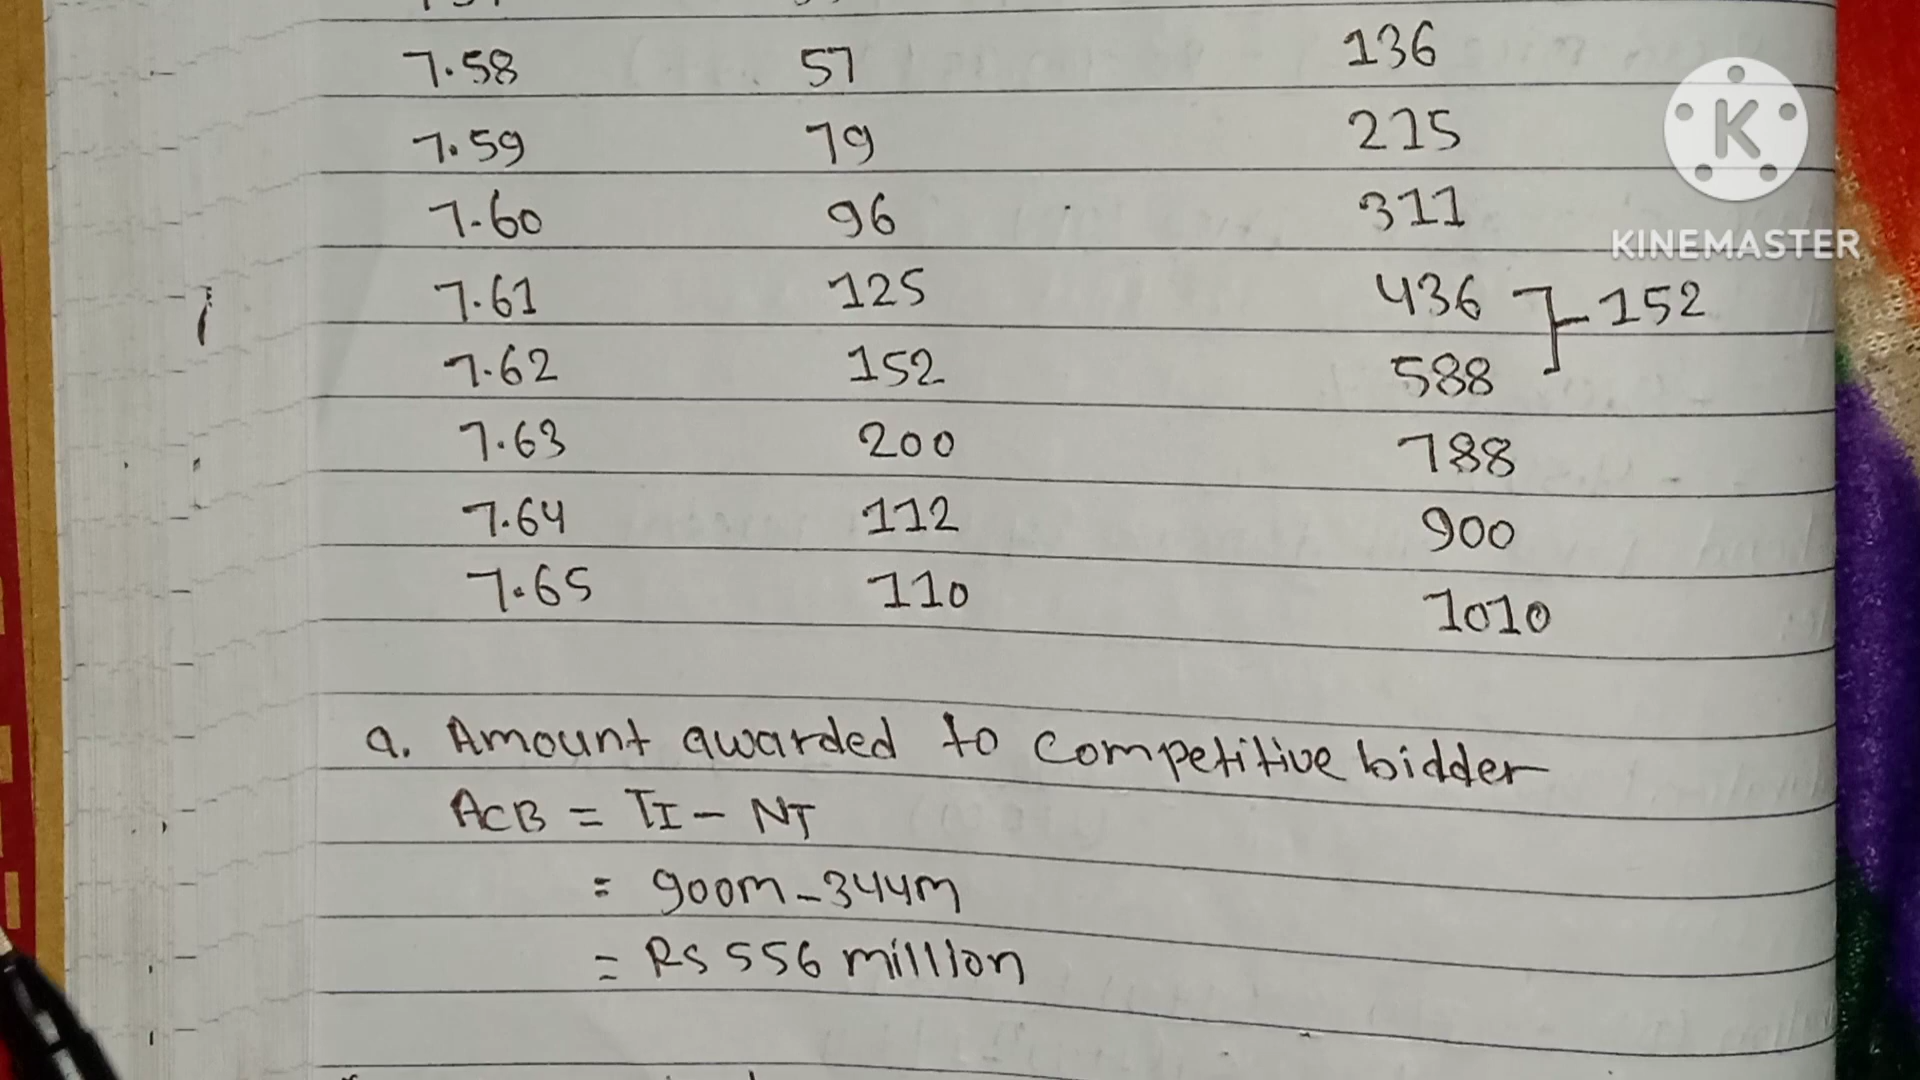 7.58 57 136
7.59 79 215
7.60 96 311
7.61 125 436 152
7.62 152 588
7.63 200 788
7.64 112 900
7.65 110 1010
a. Amount awarded to competitive bidder
ACB = TI - NT
= 900m - 344m
= Rs 556 million
K
KINEMASTER